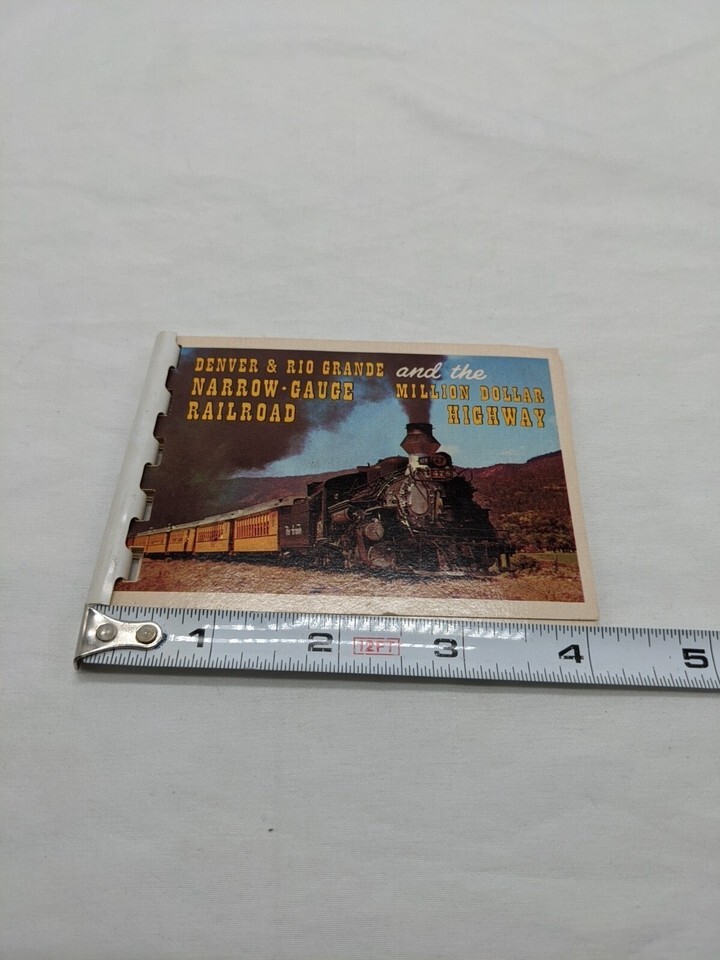 DENVER & RIO GRANDE and the
NARROW-GAUGE MILLION DOLLAR
RAILROAD HIGHWAY
1 2 12FT 3 4 5